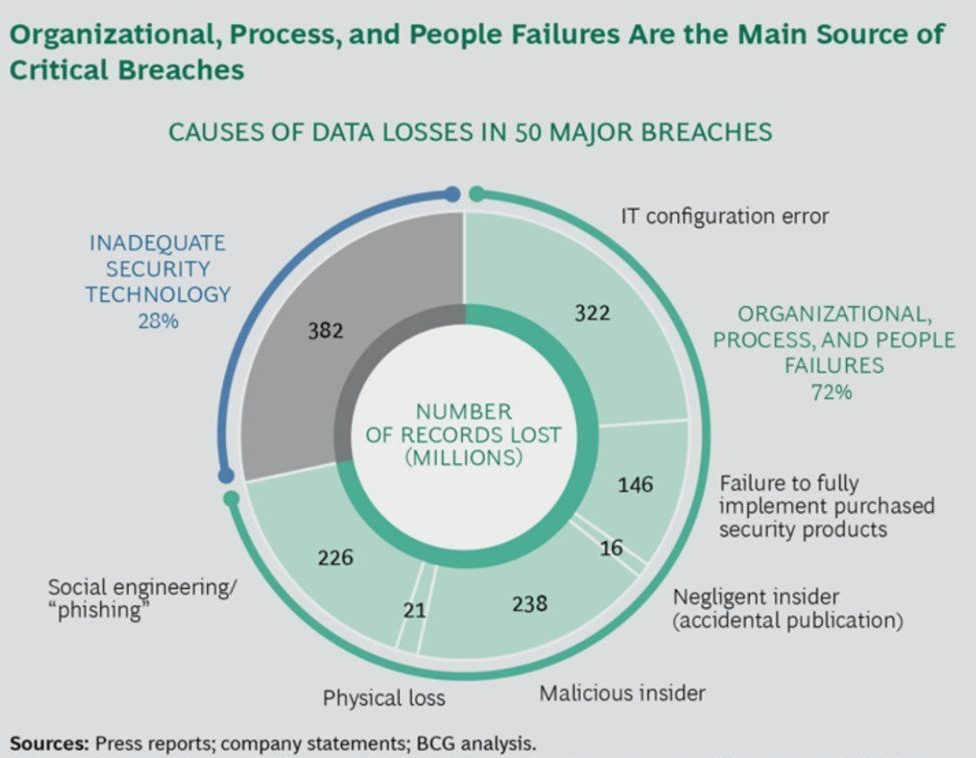 Organizational, Process, and People Failures Are the Main Source of
Critical Breaches
CAUSES OF DATA LOSSES IN 50 MAJOR BREACHES
INADEQUATE
SECURITY
TECHNOLOGY
28%
382
IT configuration error
322
ORGANIZATIONAL,
PROCESS, AND PEOPLE
FAILURES
72%
NUMBER
OF RECORDS LOST
(MILLIONS)
146
Failure to fully
implement purchased
security products
16
Negligent insider
(accidental publication)
238
Malicious insider
21
Physical loss
226
Social engineering/
“phishing”
Sources: Press reports; company statements; BCG analysis.